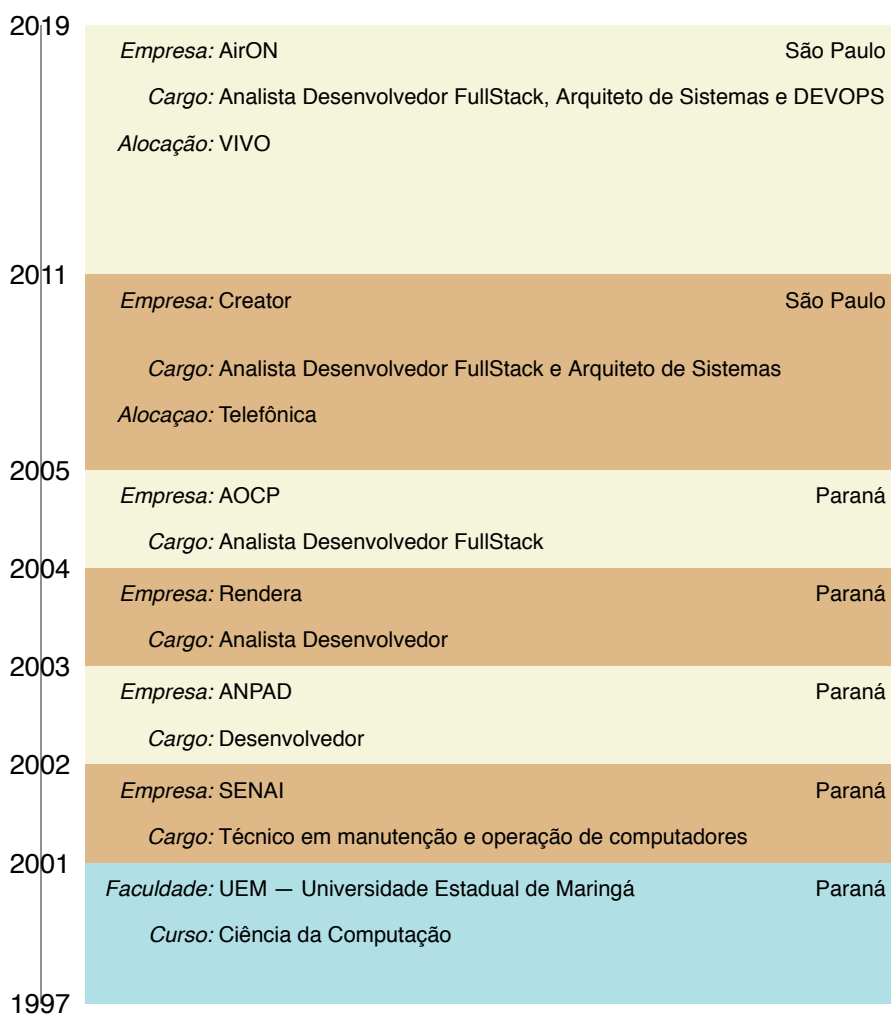 2019
Empresa: AirON São Paulo
Cargo: Analista Desenvolvedor FullStack, Arquiteto de Sistemas e DEVOPS
Alocação: VIVO
2011
Empresa: Creator São Paulo
Cargo: Analista Desenvolvedor FullStack e Arquiteto de Sistemas
Alocaçao: Telefônica
2005
Empresa: AOCP Paraná
Cargo: Analista Desenvolvedor FullStack
2004
Empresa: Rendera Paraná
Cargo: Analista Desenvolvedor
2003
Empresa: ANPAD Paraná
Cargo: Desenvolvedor
2002
Empresa: SENAI Paraná
Cargo: Técnico em manutenção e operação de computadores
2001
Faculdade: UEM — Universidade Estadual de Maringá Paraná
Curso: Ciência da Computação
1997